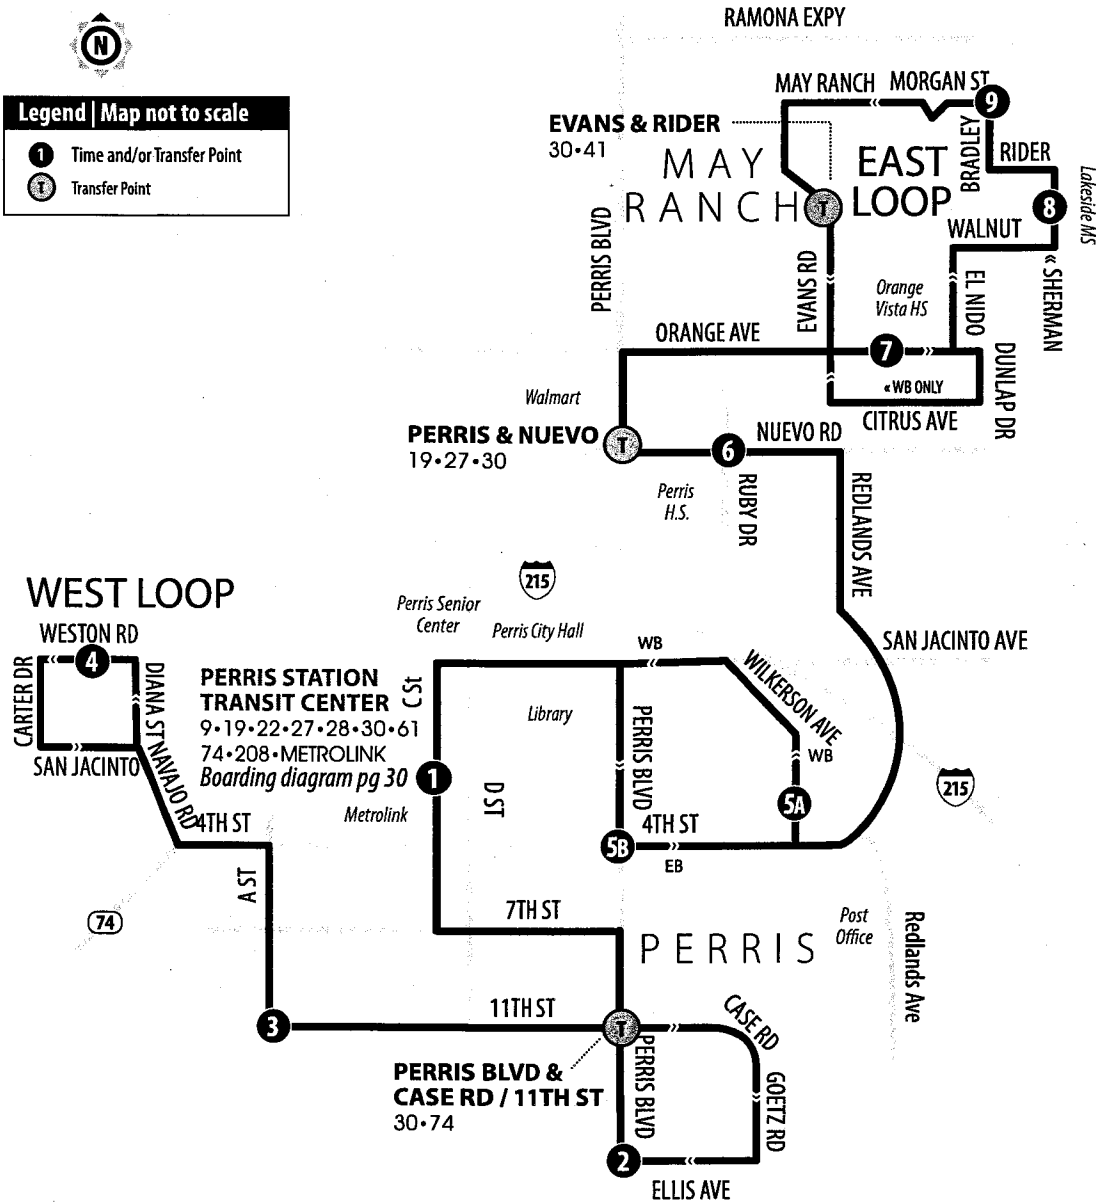 RAMONA EXPY
N
Legend | Map not to scale
1 Time and/or Transfer Point
T Transfer Point
MAY RANCH
MORGAN ST
9
EVANS & RIDER
30•41
MAY
RANCH
T
EAST
LOOP
BRADLEY
RIDER
8
Lakeside MS
WALNUT
« SHERMAN
PERRIS BLVD
EVANS RD
Orange
Vista HS
EL NIDO
ORANGE AVE
7
DUNLAP DR
« WB ONLY
CITRUS AVE
Walmart
PERRIS & NUEVO
19•27•30
T
6
NUEVO RD
Perris
H.S.
RUBY DR
REDLANDS AVE
215
WEST LOOP
WESTON RD
4
CARTER DR
DIANA ST
SAN JACINTO
NAVAJO RD
4TH ST
A ST
74
Perris Senior
Center
Perris City Hall
WB
SAN JACINTO AVE
WILKERSON AVE
WB
PERRIS STATION
TRANSIT CENTER
9•19•22•27•28•30•61
74•208•METROLINK
Boarding diagram pg 30
1
C St
Library
Metrolink
D ST
PERRIS BLVD
5A
215
4TH ST
5B
EB
7TH ST
PERRIS
Post
Office
Redlands Ave
3
11TH ST
T
CASE RD
PERRIS BLVD &
CASE RD / 11TH ST
30•74
PERRIS BLVD
GOETZ RD
2
ELLIS AVE